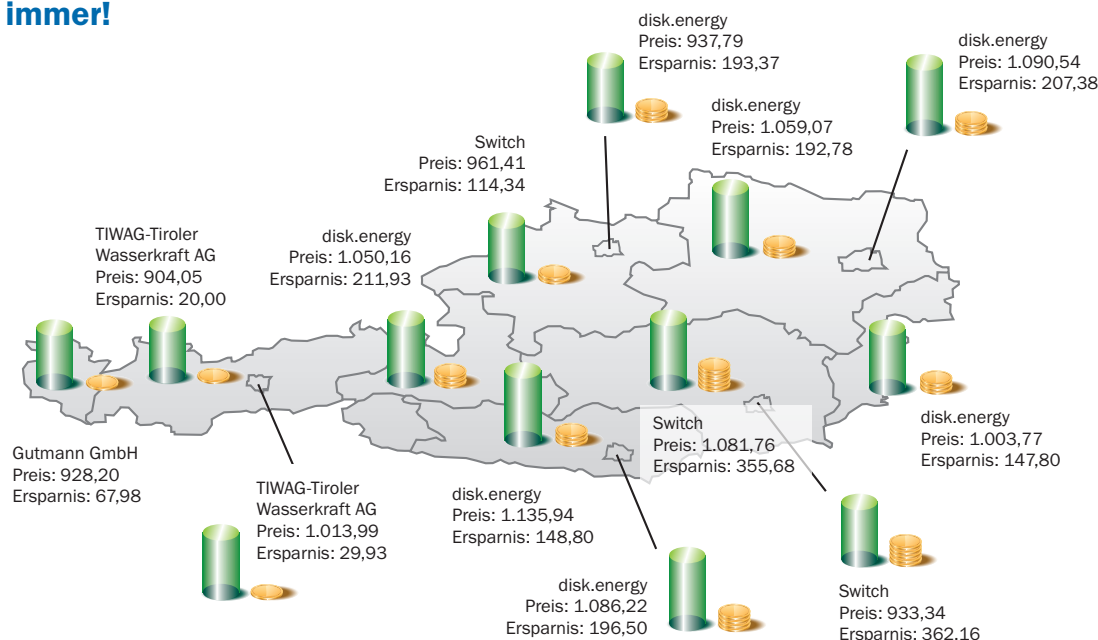 immer!
disk.energy
Preis: 937,79
Ersparnis: 193,37
disk.energy
Preis: 1.090,54
Ersparnis: 207,38
disk.energy
Preis: 1.059,07
Ersparnis: 192,78
Switch
Preis: 961,41
Ersparnis: 114,34
TIWAG-Tiroler
Wasserkraft AG
Preis: 904,05
Ersparnis: 20,00
disk.energy
Preis: 1.050,16
Ersparnis: 211,93
Gutmann GmbH
Preis: 928,20
Ersparnis: 67,98
TIWAG-Tiroler
Wasserkraft AG
Preis: 1.013,99
Ersparnis: 29,93
disk.energy
Preis: 1.135,94
Ersparnis: 148,80
Switch
Preis: 1.081,76
Ersparnis: 355,68
disk.energy
Preis: 1.003,77
Ersparnis: 147,80
disk.energy
Preis: 1.086,22
Ersparnis: 196,50
Switch
Preis: 933,34
Ersparnis: 362,16